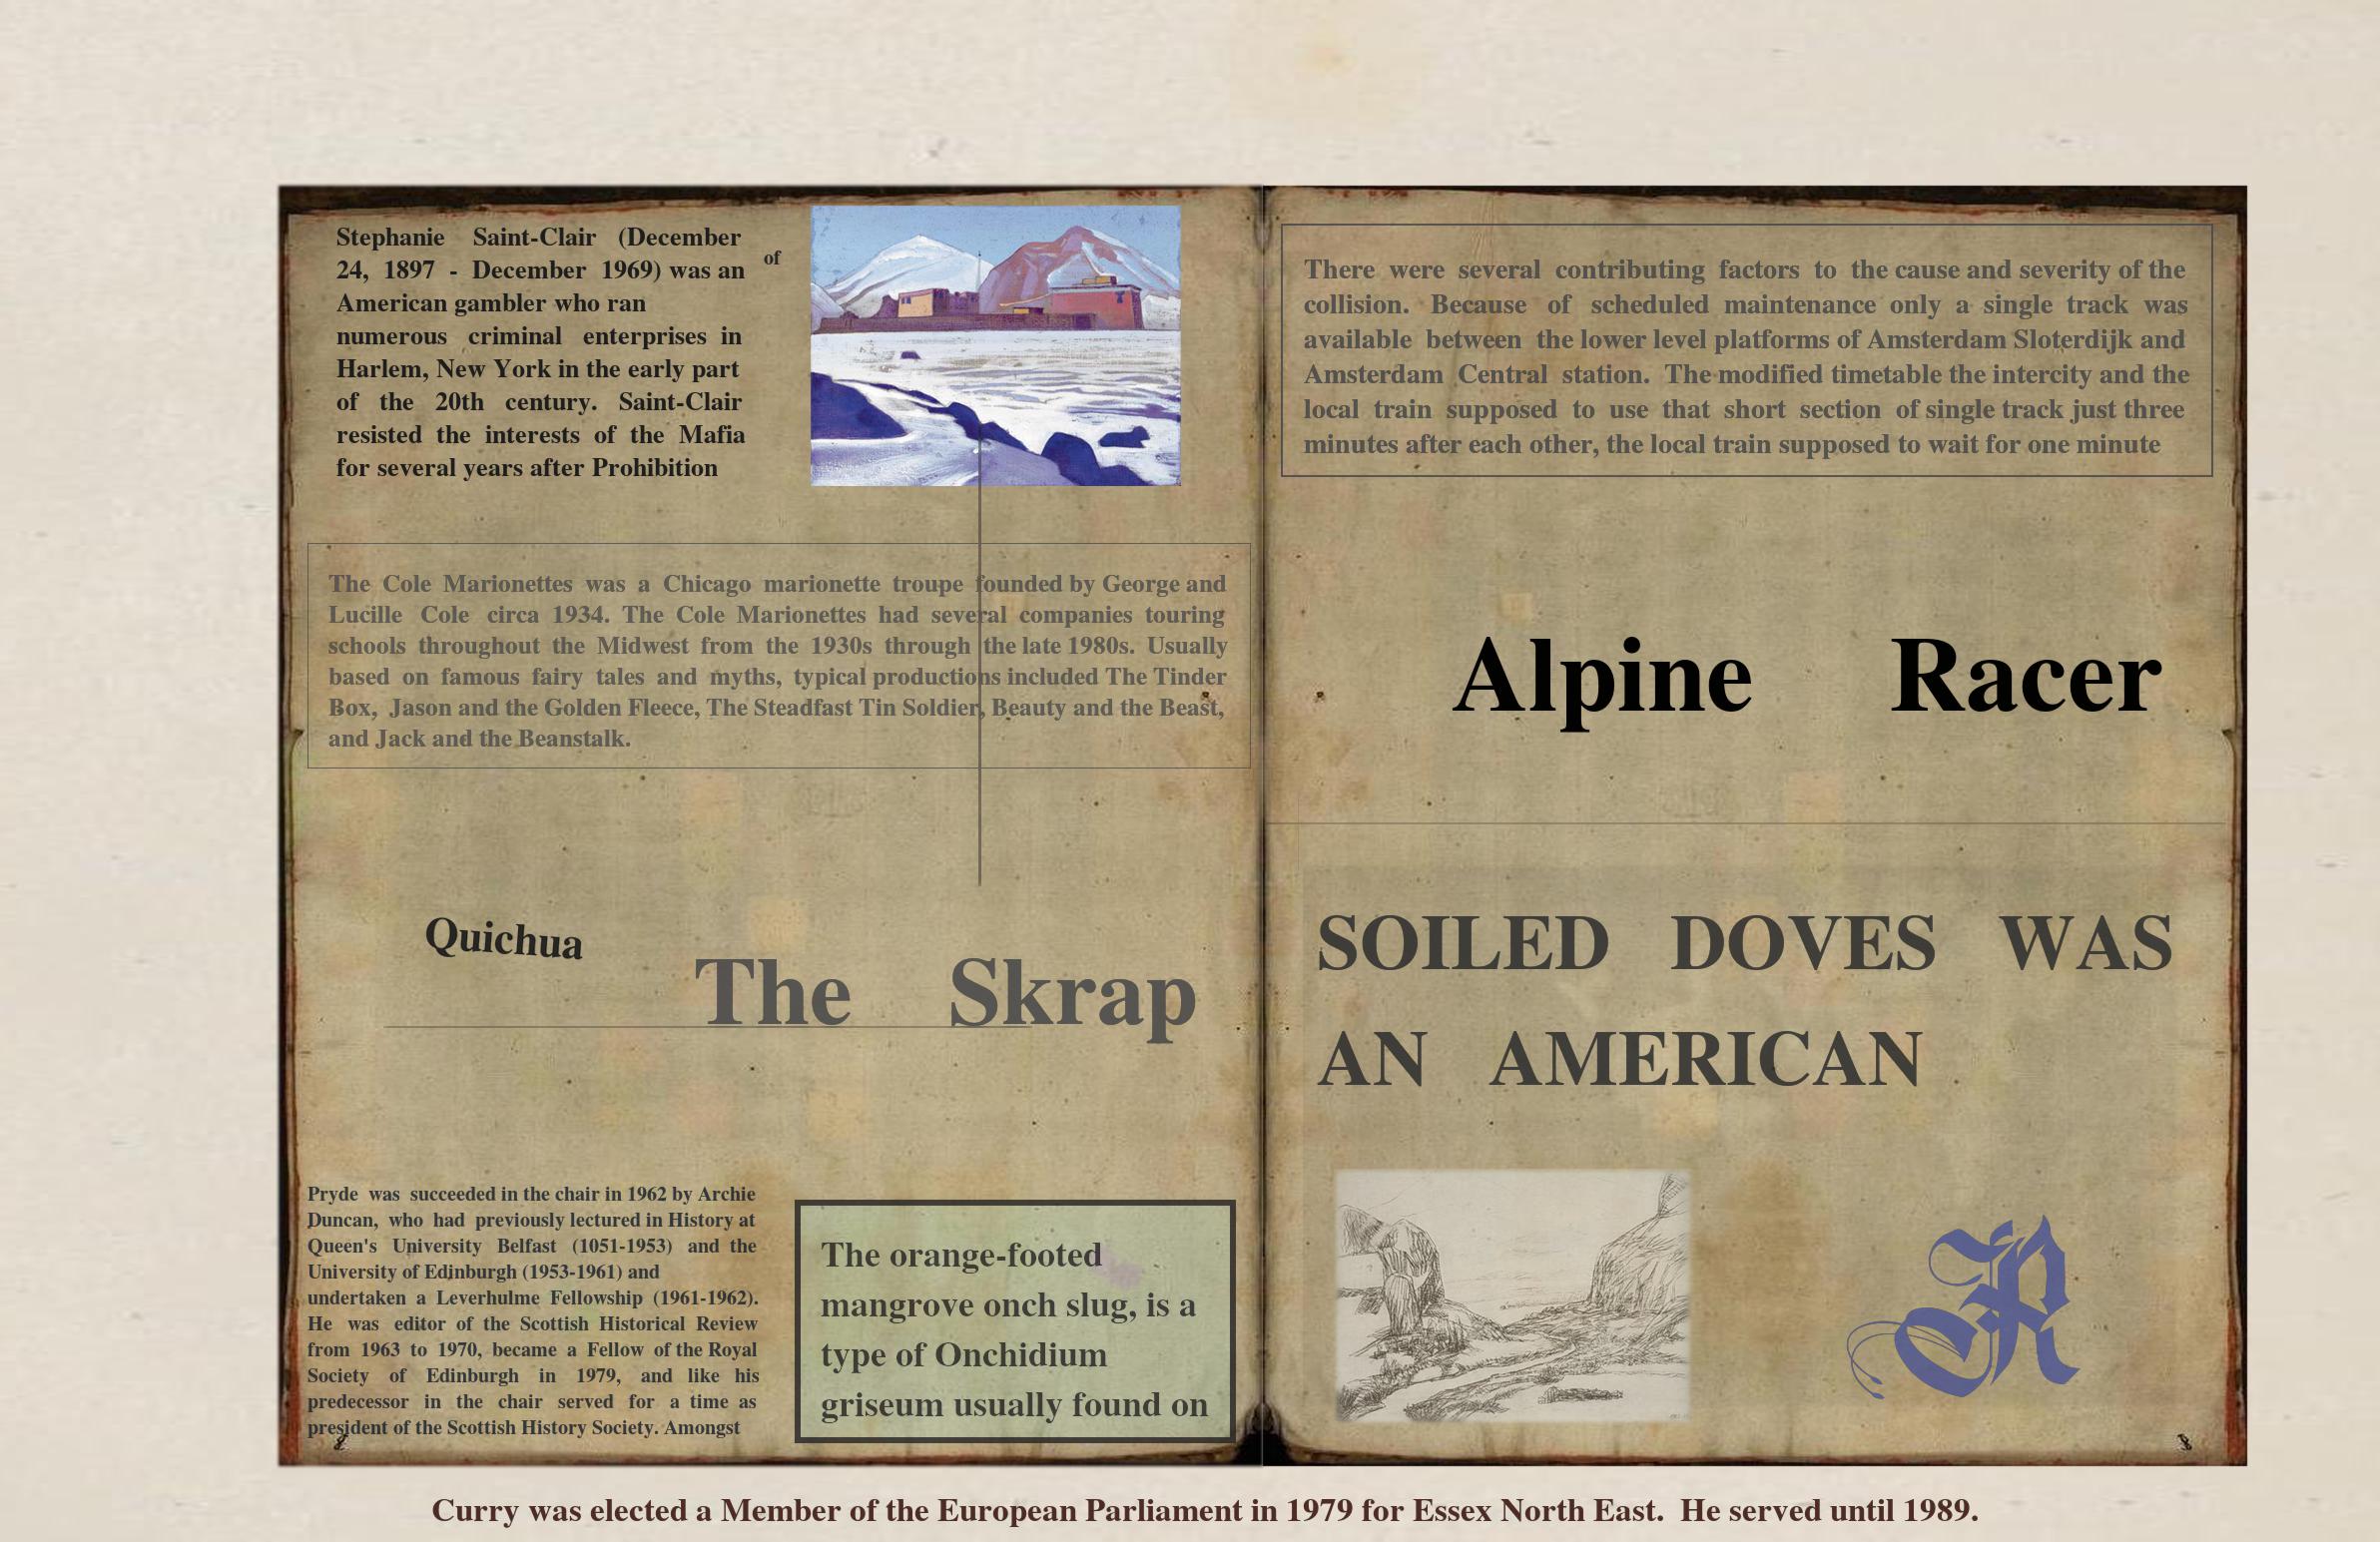 Stephanie Saint-Clair (December
24, 1897 - December 1969) was an
American gambler who ran
numerous criminal enterprises in
Harlem, New York in the early part
of the 20th century. Saint-Clair
resisted the interests of the Mafia
for several years after Prohibition
of
The Cole Marionettes was a Chicago marionette troupe founded by George and
Lucille Cole circa 1934. The Cole Marionettes had several companies touring
schools throughout the Midwest from the 1930s through the late 1980s. Usually
based on famous fairy tales and myths, typical productions included The Tinder
Box, Jason and the Golden Fleece, The Steadfast Tin Soldier, Beauty and the Beast,
and Jack and the Beanstalk.
Quichua
The Skrap
Pryde was succeeded in the chair in 1962 by Archie
Duncan, who had previously lectured in History at
Queen's University Belfast (1051-1953) and the
University of Edinburgh (1953-1961) and
undertaken a Leverhulme Fellowship (1961-1962).
He was editor of the Scottish Historical Review
from 1963 to 1970, became a Fellow of the Royal
Society of Edinburgh in 1979, and like his
predecessor in the chair served for a time as
president of the Scottish History Society. Amongst
The orange-footed
mangrove onch slug, is a
type of Onchidium
griseum usually found on
There were several contributing factors to the cause and severity of the
collision. Because of scheduled maintenance only a single track was
available between the lower level platforms of Amsterdam Sloterdijk and
Amsterdam Central station. The modified timetable the intercity and the
local train supposed to use that short section of single track just three
minutes after each other, the local train supposed to wait for one minute
Alpine Racer
SOILED DOVES WAS
AN AMERICAN
R
Curry was elected a Member of the European Parliament in 1979 for Essex North East. He served until 1989.